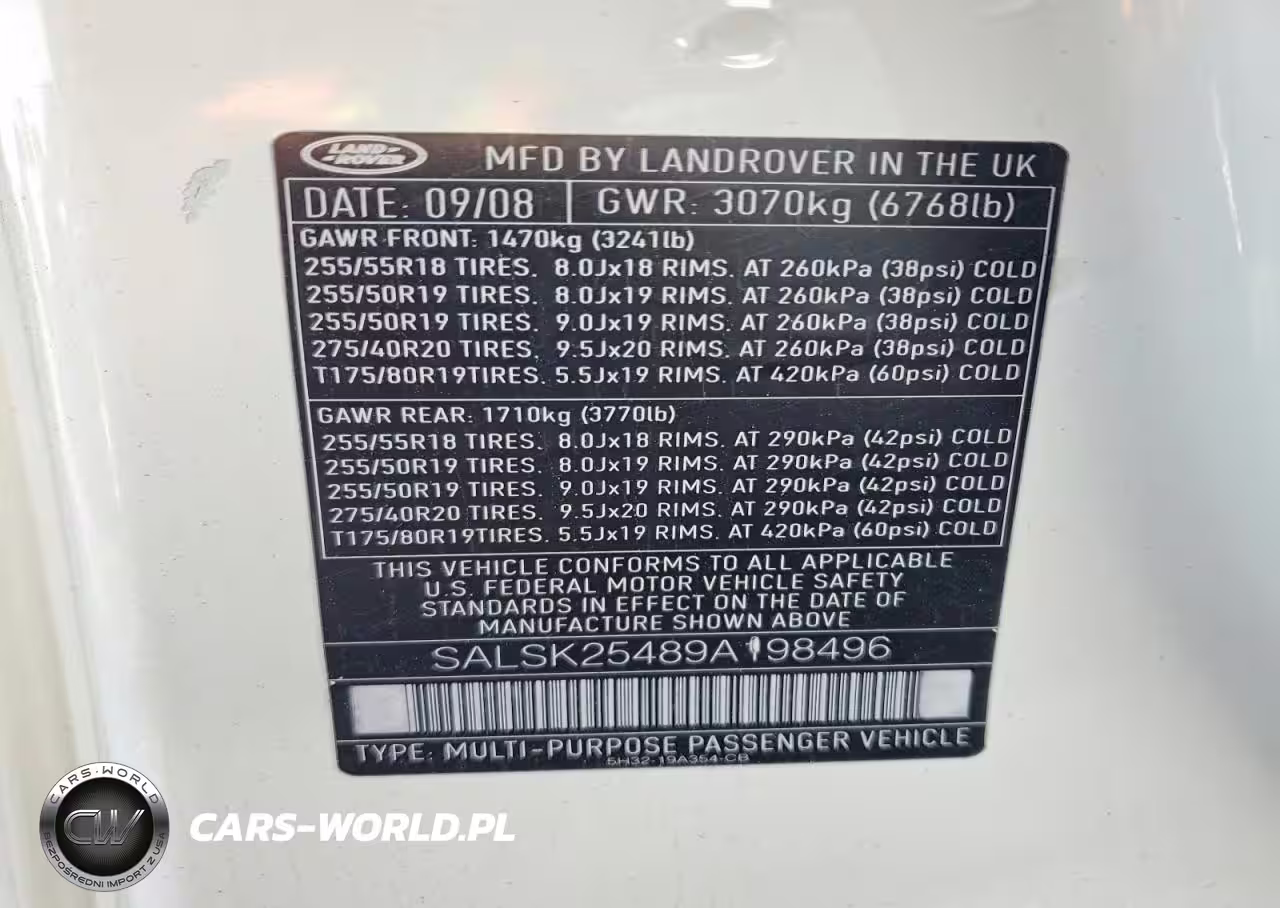 LAND ROVER
MFD BY LANDROVER IN THE UK
DATE: 09/08 GWR: 3070kg (6768lb)
GAWR FRONT: 1470kg (3241lb)
255/55R18 TIRES. 8.0Jx18 RIMS. AT 260kPa (38psi) COLD
255/50R19 TIRES. 8.0Jx19 RIMS. AT 260kPa (38psi) COLD
255/50R19 TIRES. 9.0Jx19 RIMS. AT 260kPa (38psi) COLD
275/40R20 TIRES. 9.5Jx20 RIMS. AT 260kPa (38psi) COLD
T175/80R19TIRES. 5.5Jx19 RIMS. AT 420kPa (60psi) COLD
GAWR REAR: 1710kg (3770lb)
255/55R18 TIRES. 8.0Jx18 RIMS. AT 290kPa (42psi) COLD
255/50R19 TIRES. 8.0Jx19 RIMS. AT 290kPa (42psi) COLD
255/50R19 TIRES. 9.0Jx19 RIMS. AT 290kPa (42psi) COLD
275/40R20 TIRES. 9.5Jx20 RIMS. AT 290kPa (42psi) COLD
T175/80R19TIRES. 5.5Jx19 RIMS. AT 420kPa (60psi) COLD
THIS VEHICLE CONFORMS TO ALL APPLICABLE
U.S. FEDERAL MOTOR VEHICLE SAFETY
STANDARDS IN EFFECT ON THE DATE OF
MANUFACTURE SHOWN ABOVE
SALSK25489A198496
TYPE: MULTI-PURPOSE PASSENGER VEHICLE
5H32-19A354-CB
CARS-WORLD
CW
BEZPOŚREDNI IMPORT Z USA
CARS-WORLD.PL